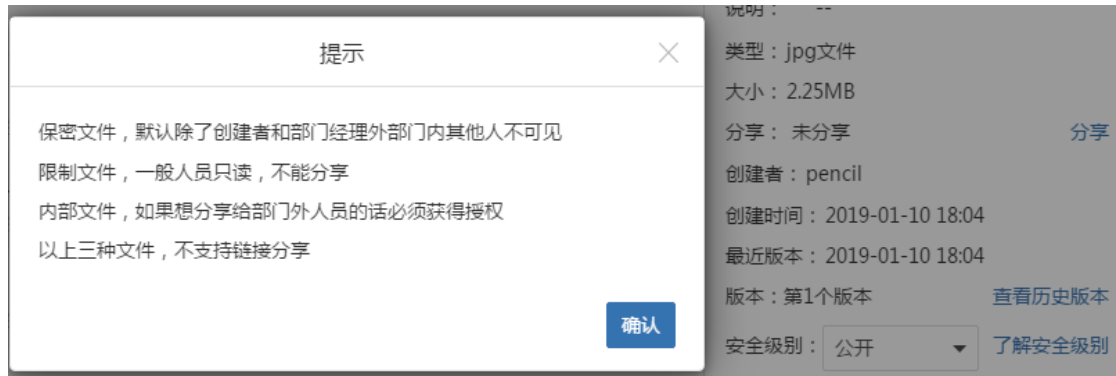 提示
保密文件，默认除了创建者和部门经理外部门内其他人不可见
限制文件，一般人员只读，不能分享
内部文件，如果想分享给部门外人员的话必须获得授权
以上三种文件，不支持链接分享
确认
说明： --
类型：jpg文件
大小：2.25MB
分享： 未分享 分享
创建者：pencil
创建时间：2019-01-10 18:04
最近版本：2019-01-10 18:04
版本：第1个版本 查看历史版本
安全级别： 公开 了解安全级别